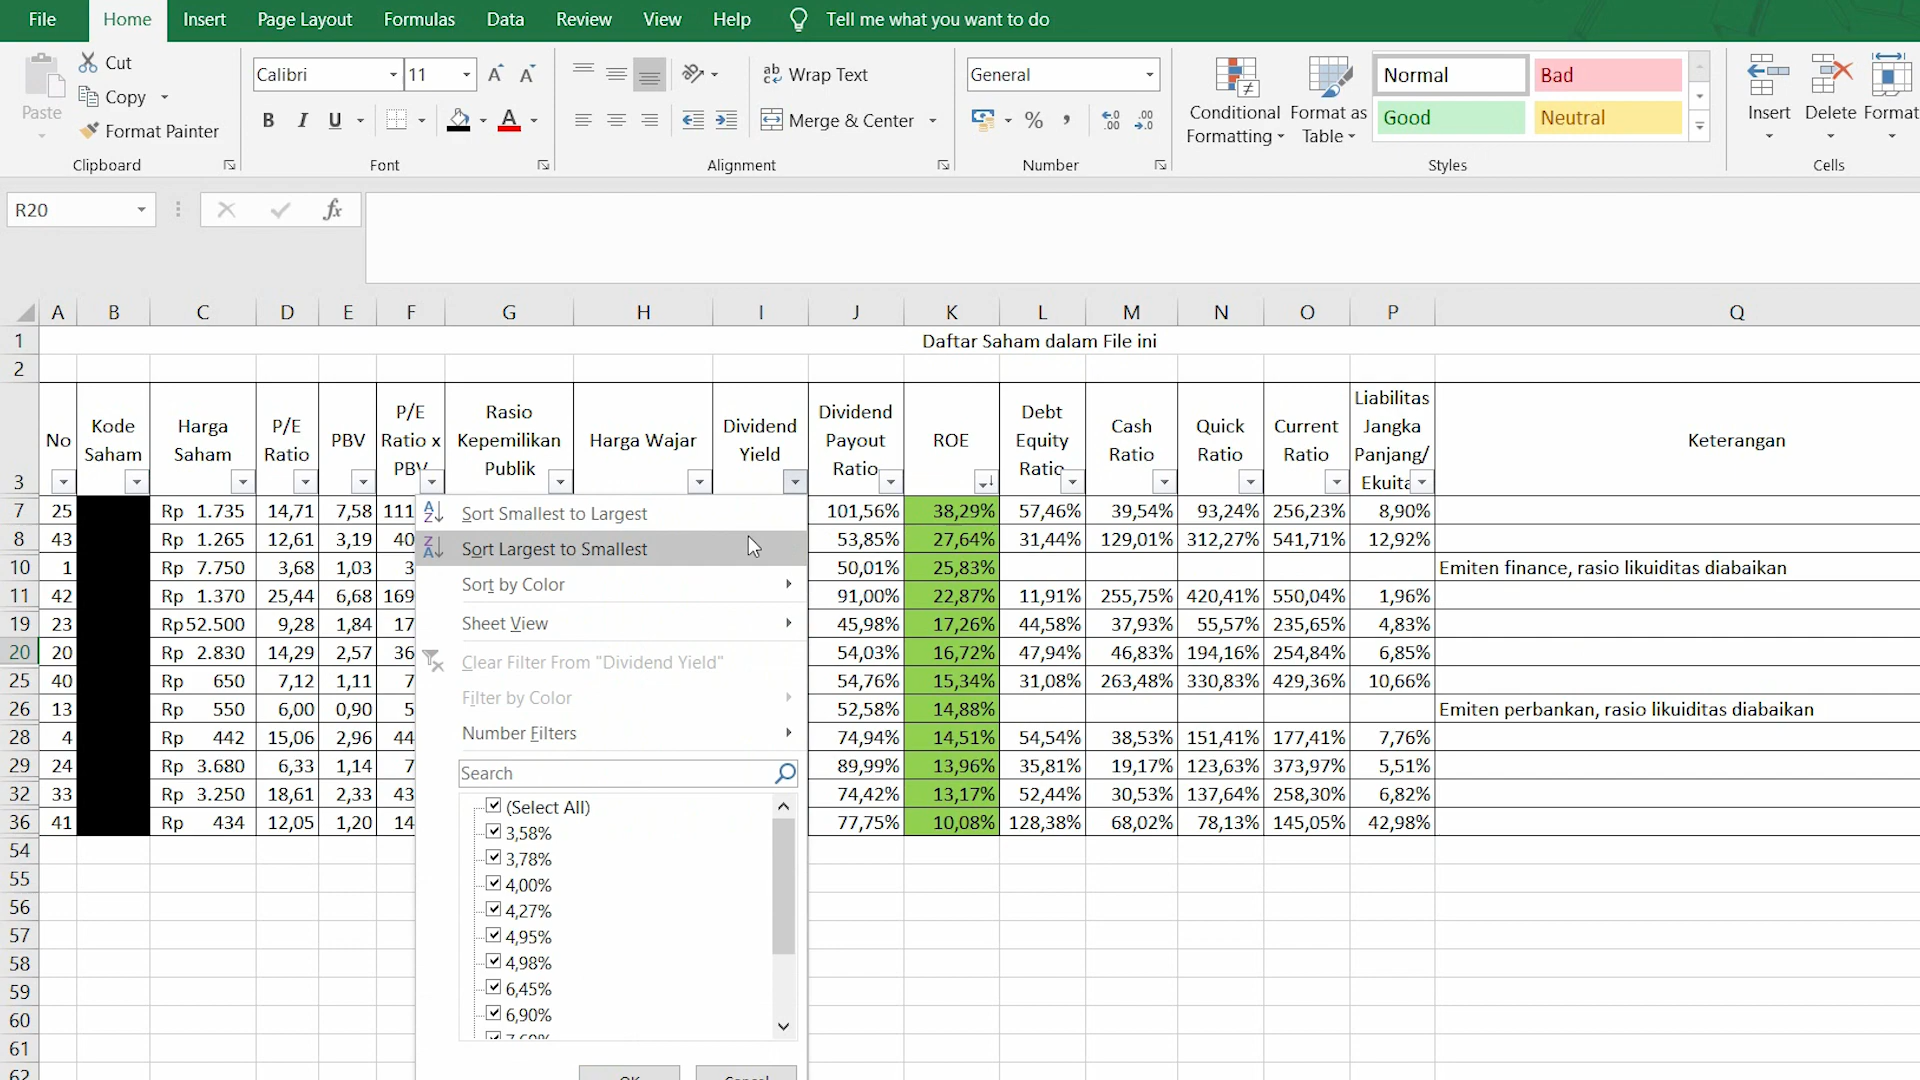 File Home Insert Page Layout Formulas Data Review View Help Tell me what you want to do
Paste Cut Copy Format Painter Clipboard
Calibri 11 B I U Font
Wrap Text Merge & Center Alignment
General % Number
Conditional Formatting Format as Table Normal Bad Good Neutral Styles
Insert Delete Format Cells
R20 fx
A B C D E F G H I J K L M N O P Q
1 Daftar Saham dalam File ini
2
3 No Kode Saham Harga Saham P/E Ratio PBV P/E Ratio x PBV Rasio Kepemilikan Publik Harga Wajar Dividend Yield Dividend Payout Ratio ROE Debt Equity Ratio Cash Ratio Quick Ratio Current Ratio Liabilitas Jangka Panjang/ Keterangan
7 25 Rp 1.735 14,71 7,58 111 101,56% 38,29% 57,46% 39,54% 93,24% 256,23% 8,90%
8 43 Rp 1.265 12,61 3,19 40 53,85% 27,64% 31,44% 129,01% 312,27% 541,71% 12,92%
10 1 Rp 7.750 3,68 1,03 3 50,01% 25,83% Emiten finance, rasio likuiditas diabaikan
11 42 Rp 1.370 25,44 6,68 169 91,00% 22,87% 11,91% 255,75% 420,41% 550,04% 1,96%
19 23 Rp 52.500 9,28 1,84 17 45,98% 17,26% 44,58% 37,93% 55,57% 235,65% 4,83%
20 20 Rp 2.830 14,29 2,57 36 54,03% 16,72% 47,94% 46,83% 194,16% 254,84% 6,85%
25 40 Rp 650 7,12 1,11 7 54,76% 15,34% 31,08% 263,48% 330,83% 429,36% 10,66%
26 13 Rp 550 6,00 0,90 5 52,58% 14,88% Emiten perbankan, rasio likuiditas diabaikan
28 4 Rp 442 15,06 2,96 44 74,94% 14,51% 54,54% 38,53% 151,41% 177,41% 7,76%
29 24 Rp 3.680 6,33 1,14 7 89,99% 13,96% 35,81% 19,17% 123,63% 373,97% 5,51%
32 33 Rp 3.250 18,61 2,33 43 74,42% 13,17% 52,44% 30,53% 137,64% 258,30% 6,82%
36 41 Rp 434 12,05 1,20 14 77,75% 10,08% 128,38% 68,02% 78,13% 145,05% 42,98%
54
55
56
57
58
59
60
61
62
Sort Smallest to Largest
Sort Largest to Smallest
Sort by Color
Sheet View
Clear Filter From "Dividend Yield"
Filter by Color
Number Filters
Search
(Select All)
3,58%
3,78%
4,00%
4,27%
4,95%
4,98%
6,45%
6,90%
OK Cancel